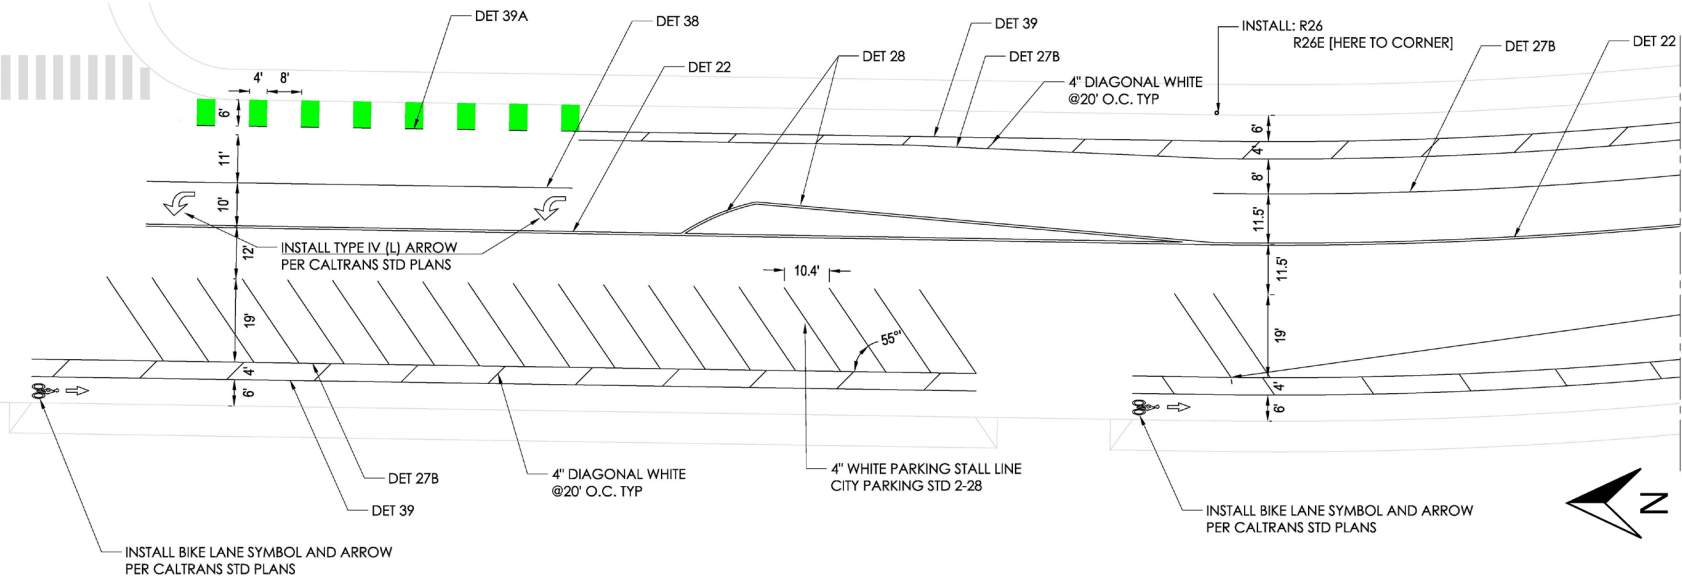 DET 39A
DET 38
DET 39
INSTALL: R26
R26E [HERE TO CORNER]
DET 27B
DET 22
DET 22
DET 28
DET 27B
4" DIAGONAL WHITE
@20' O.C. TYP
4'
8'
6'
11'
10'
12'
19'
4'
6'
6'
4'
8'
11.5'
11.5'
19'
4'
6'
INSTALL TYPE IV (L) ARROW
PER CALTRANS STD PLANS
10.4'
55°
DET 27B
DET 39
4" DIAGONAL WHITE
@20' O.C. TYP
4" WHITE PARKING STALL LINE
CITY PARKING STD 2-28
INSTALL BIKE LANE SYMBOL AND ARROW
PER CALTRANS STD PLANS
INSTALL BIKE LANE SYMBOL AND ARROW
PER CALTRANS STD PLANS
N